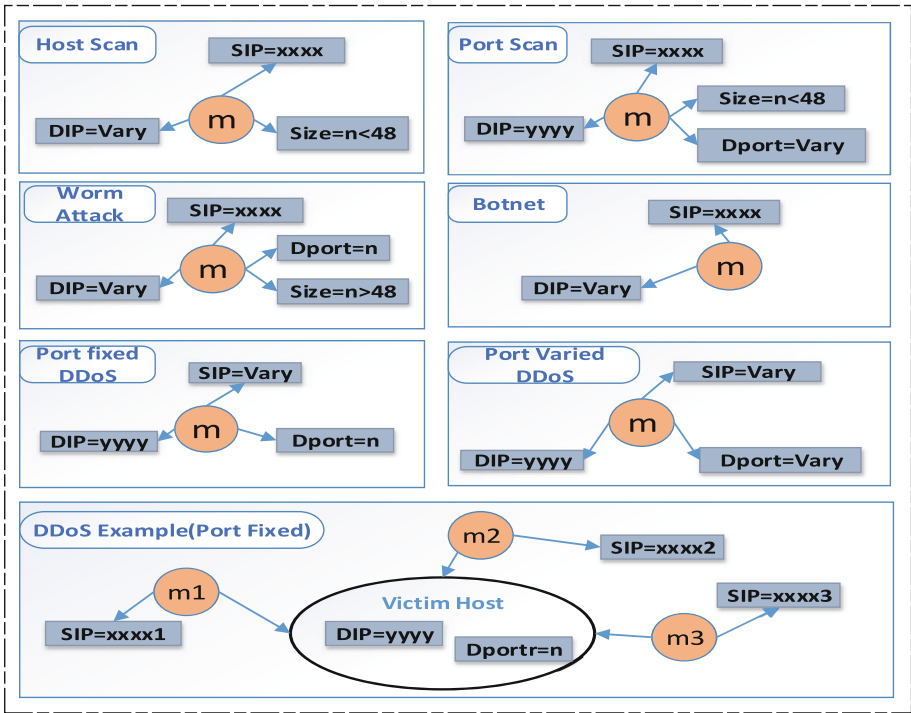 Host Scan
SIP=xxxx
m
DIP=Vary
Size=n<48
Port Scan
SIP=xxxx
Size=n<48
m
DIP=yyyy
Dport=Vary
Worm
Attack
SIP=xxxx
Dport=n
m
DIP=Vary
Size=n>48
Botnet
SIP=xxxx
m
DIP=Vary
Port fixed
DDoS
SIP=Vary
m
DIP=yyyy
Dport=n
Port Varied
DDoS
SIP=Vary
m
DIP=yyyy
Dport=Vary
DDoS Example(Port Fixed)
m2
SIP=xxxx2
m1
SIP=xxxx1
Victim Host
DIP=yyyy
Dportr=n
SIP=xxxx3
m3